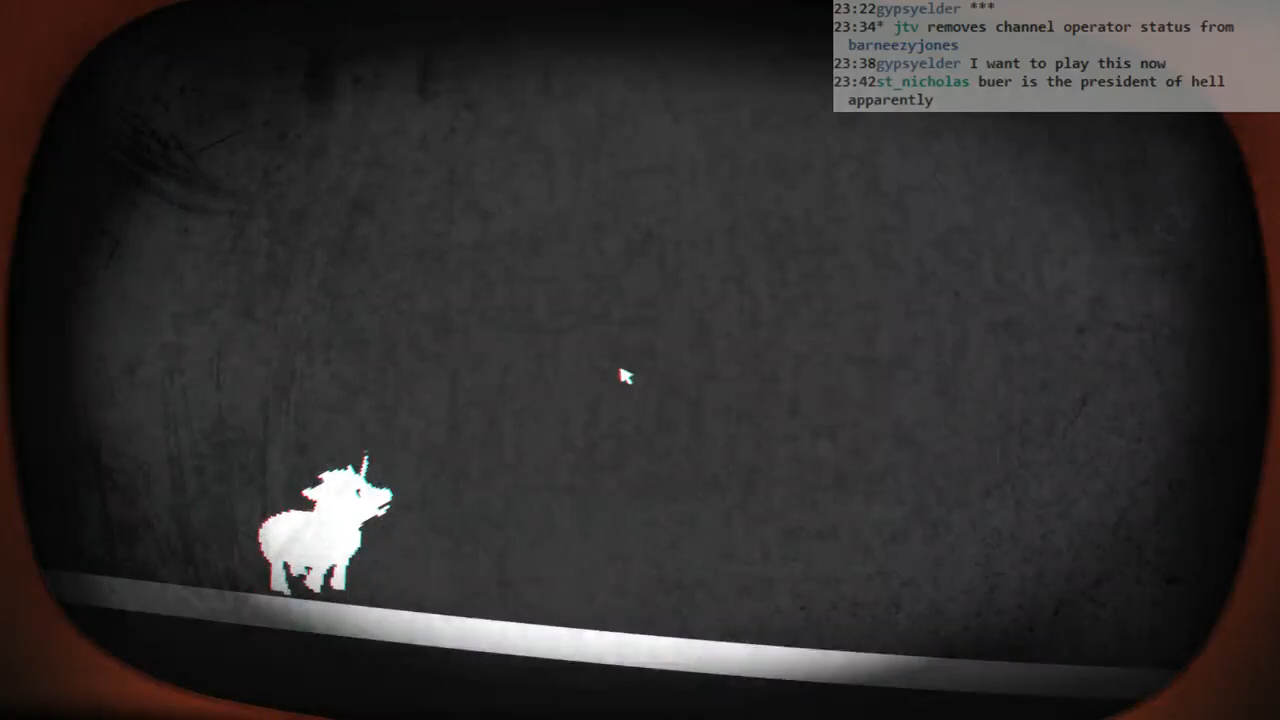 23:22gypsyelder ***
23:34* jtv removes channel operator status from
barneezyjones
23:38gypsyelder I want to play this now
23:42st_nicholas buer is the president of hell
apparently